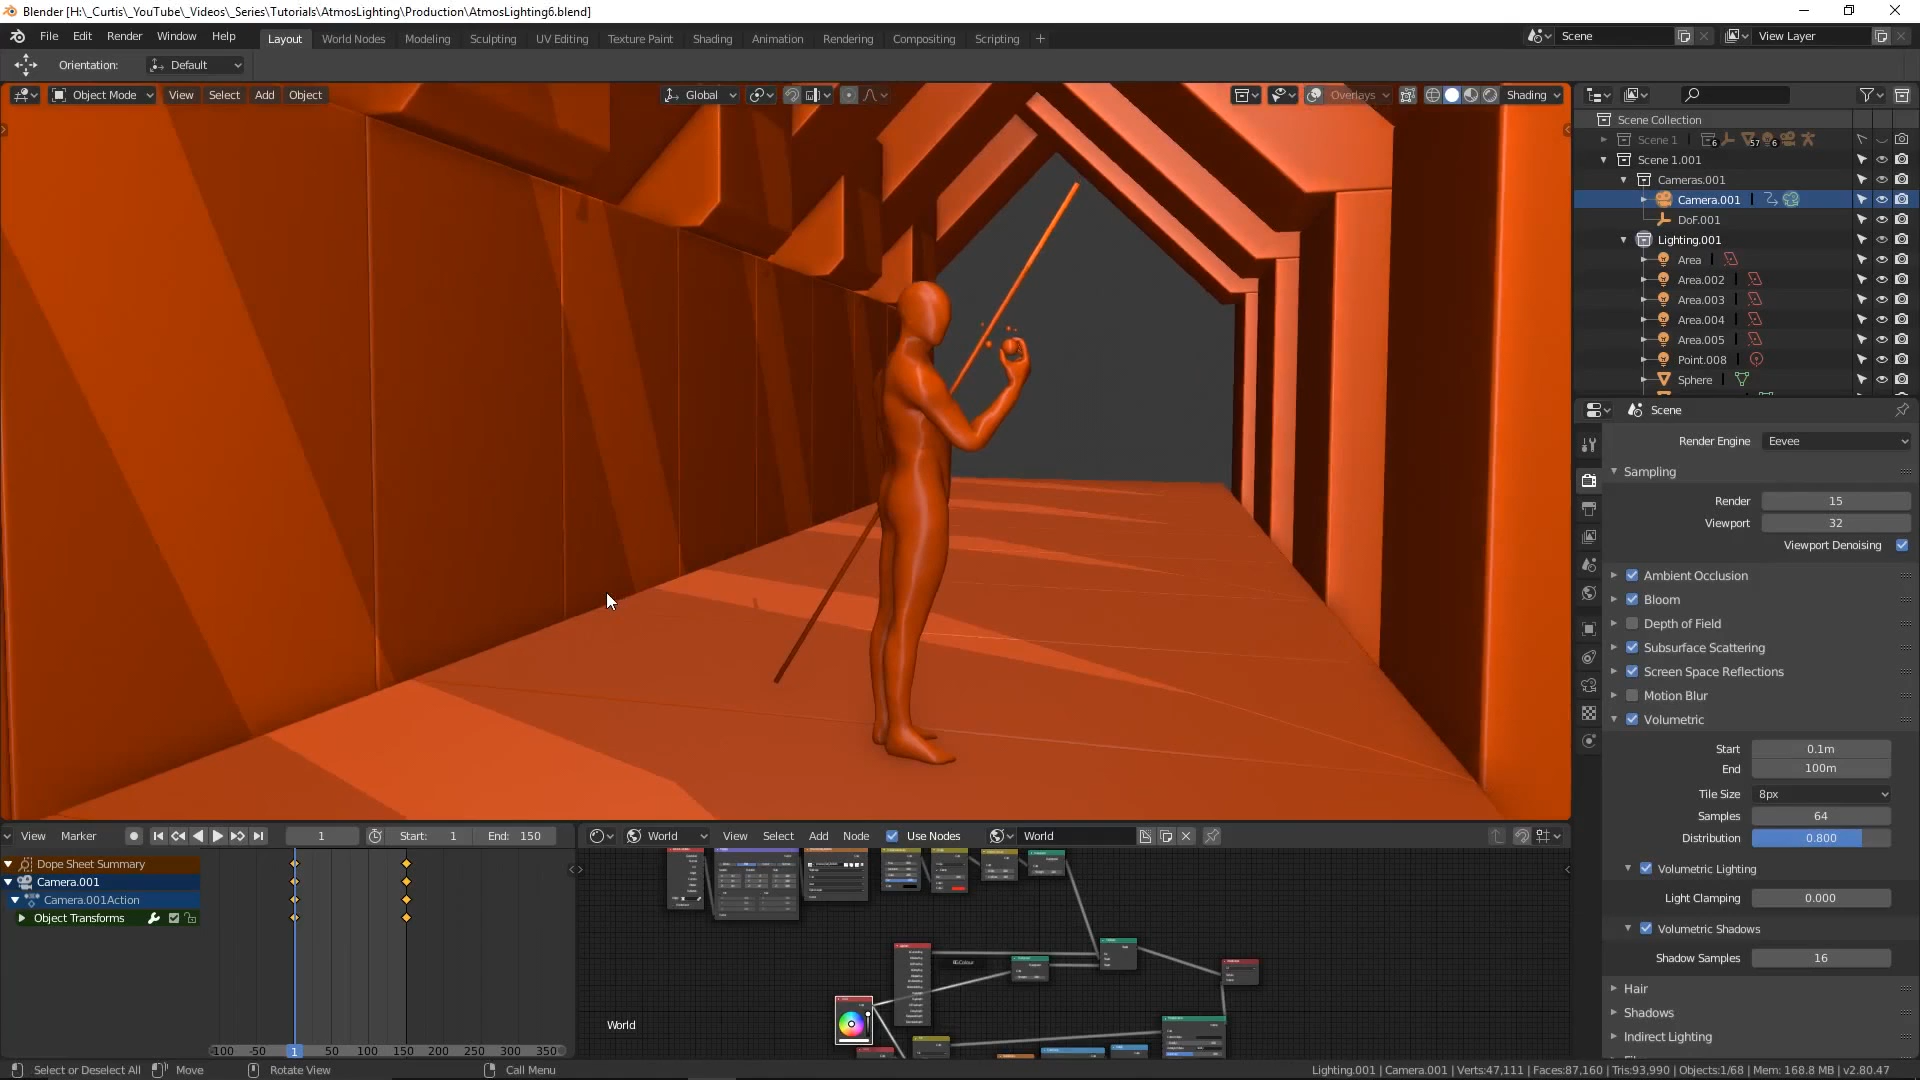 Blender [H:\_Curtis\_YouTube\_Videos\_Series\Tutorials\AtmosLighting\Production\AtmosLighting6.blend]
File Edit Render Window Help Layout World Nodes Modeling Sculpting UV Editing Texture Paint Shading Animation Rendering Compositing Scripting + Scene View Layer
Orientation: Default
Object Mode View Select Add Object Global Overlays Shading
Scene Collection
Scene 1 6 57 6
Scene 1.001
Cameras.001
Camera.001
DoF.001
Lighting.001
Area
Area.002
Area.003
Area.004
Area.005
Point.008
Sphere
Scene
Render Engine Eevee
Sampling
Render 15
Viewport 32
Viewport Denoising
Ambient Occlusion
Bloom
Depth of Field
Subsurface Scattering
Screen Space Reflections
Motion Blur
Volumetric
Start 0.1m
End 100m
Tile Size 8px
Samples 64
Distribution 0.800
Volumetric Lighting
Light Clamping 0.000
Volumetric Shadows
Shadow Samples 16
Hair
Shadows
Indirect Lighting
View Marker 1 Start: 1 End: 150
Dope Sheet Summary
Camera.001
Camera.001Action
Object Transforms
-100 -50 1 50 100 150 200 250 300 350
World View Select Add Node Use Nodes World
World
Select or Deselect All Move Rotate View Call Menu
Lighting.001 | Camera.001 | Verts:47,111 | Faces:87,160 | Tris:93,990 | Objects:1/68 | Mem: 168.8 MB | v2.80.47